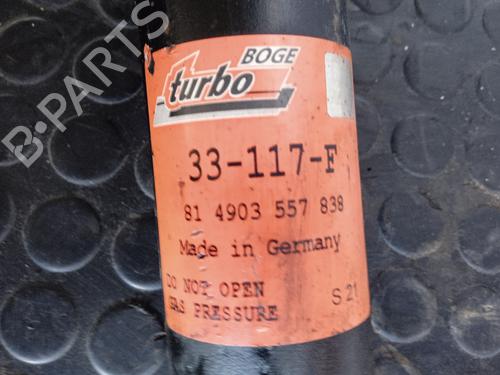 BOGE
turbo
33-117-F
81 4903 557 838
Made in Germany
DO NOT OPEN
GAS PRESSURE
S 21
B-PARTS